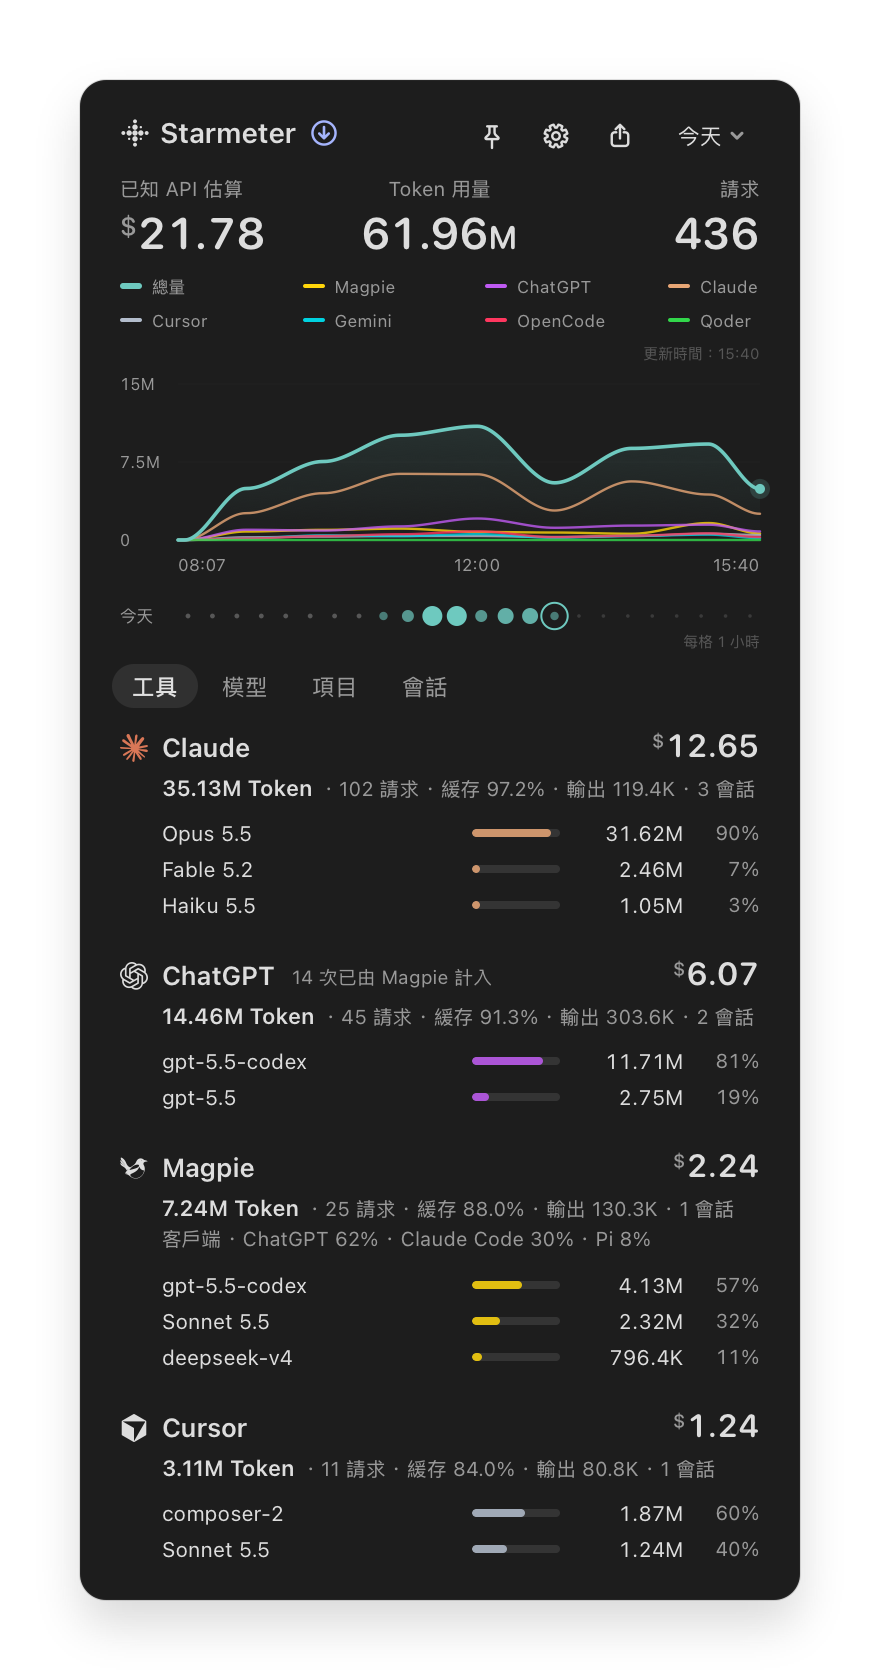 Starmeter 今天
已知 API 估算 Token 用量 請求
$21.78 61.96M 436
總量 Magpie ChatGPT Claude
Cursor Gemini OpenCode Qoder
更新時間：15:40
15M
7.5M
0
08:07 12:00 15:40
今天
每格 1 小時
工具 模型 項目 會話
Claude $12.65
35.13M Token · 102 請求 · 緩存 97.2% · 輸出 119.4K · 3 會話
Opus 5.5 31.62M 90%
Fable 5.2 2.46M 7%
Haiku 5.5 1.05M 3%
ChatGPT 14 次已由 Magpie 計入 $6.07
14.46M Token · 45 請求 · 緩存 91.3% · 輸出 303.6K · 2 會話
gpt-5.5-codex 11.71M 81%
gpt-5.5 2.75M 19%
Magpie $2.24
7.24M Token · 25 請求 · 緩存 88.0% · 輸出 130.3K · 1 會話
客戶端 · ChatGPT 62% · Claude Code 30% · Pi 8%
gpt-5.5-codex 4.13M 57%
Sonnet 5.5 2.32M 32%
deepseek-v4 796.4K 11%
Cursor $1.24
3.11M Token · 11 請求 · 緩存 84.0% · 輸出 80.8K · 1 會話
composer-2 1.87M 60%
Sonnet 5.5 1.24M 40%